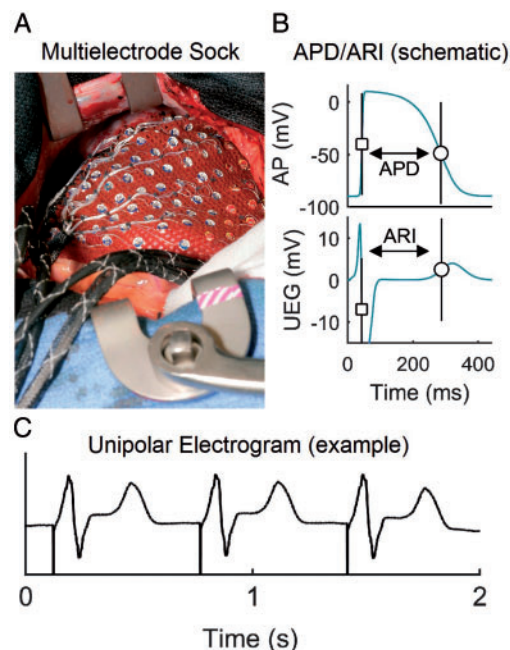 A
Multielectrode Sock
B
APD/ARI (schematic)
AP (mV)
0
-50
-100
APD
UEG (mV)
10
0
-10
ARI
0 200 400
Time (ms)
C
Unipolar Electrogram (example)
0 1 2
Time (s)